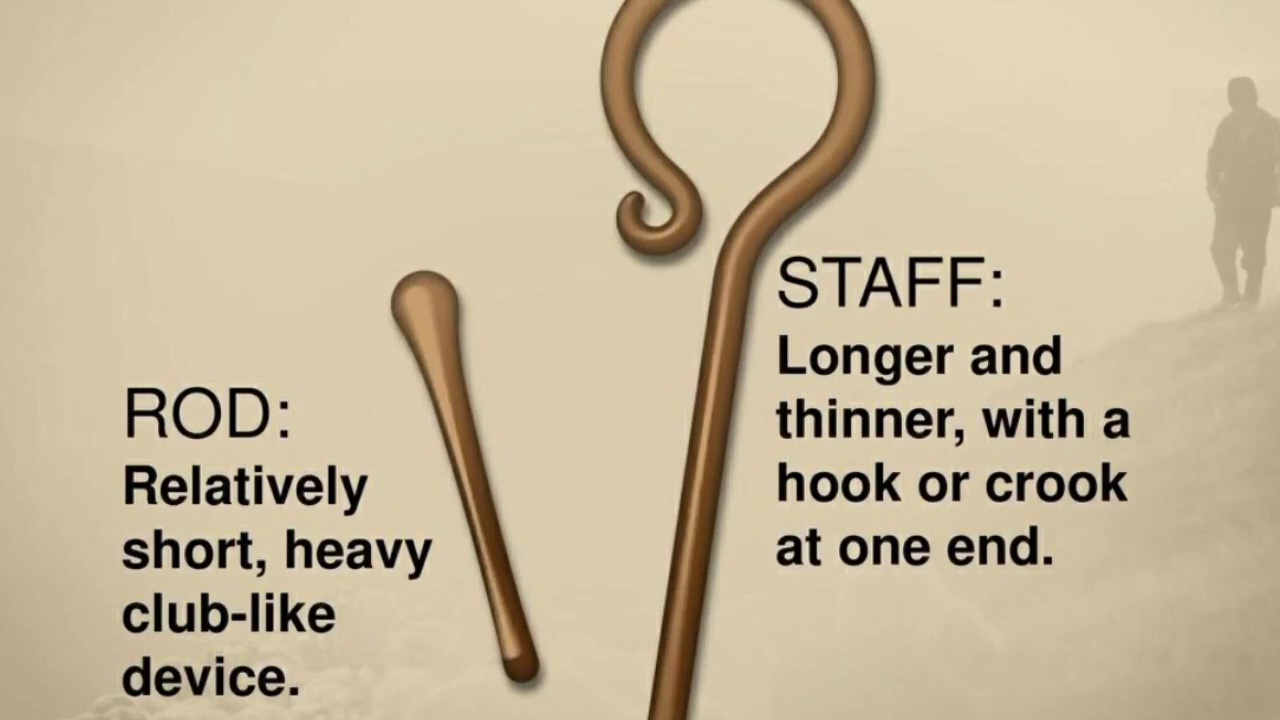 ROD:
Relatively
short, heavy
club-like
device.
STAFF:
Longer and
thinner, with a
hook or crook
at one end.